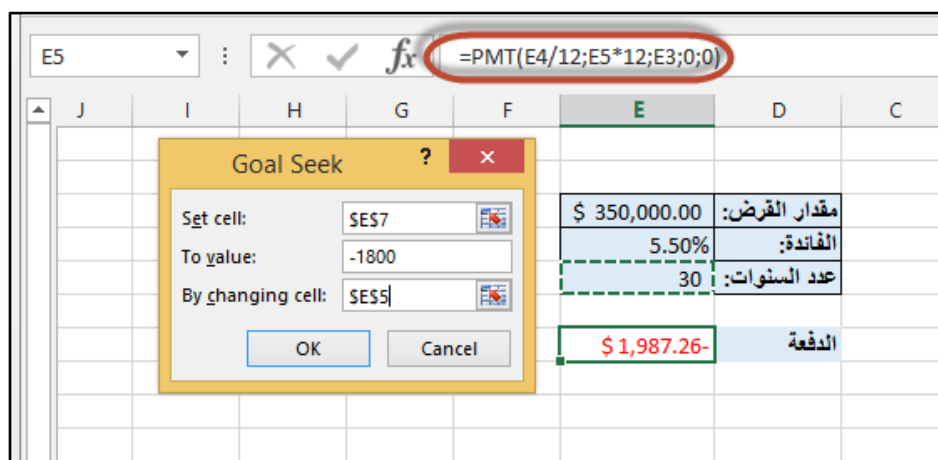 E5 fx =PMT(E4/12;E5*12;E3;0;0)
J I H G F E D C
Goal Seek ? ×
Set cell: $E$7
To value: -1800
By changing cell: $E$5
OK Cancel
مقدار القرض: $ 350,000.00
الفائدة: 5.50%
عدد السنوات: 30
الدفعة $ 1,987.26-